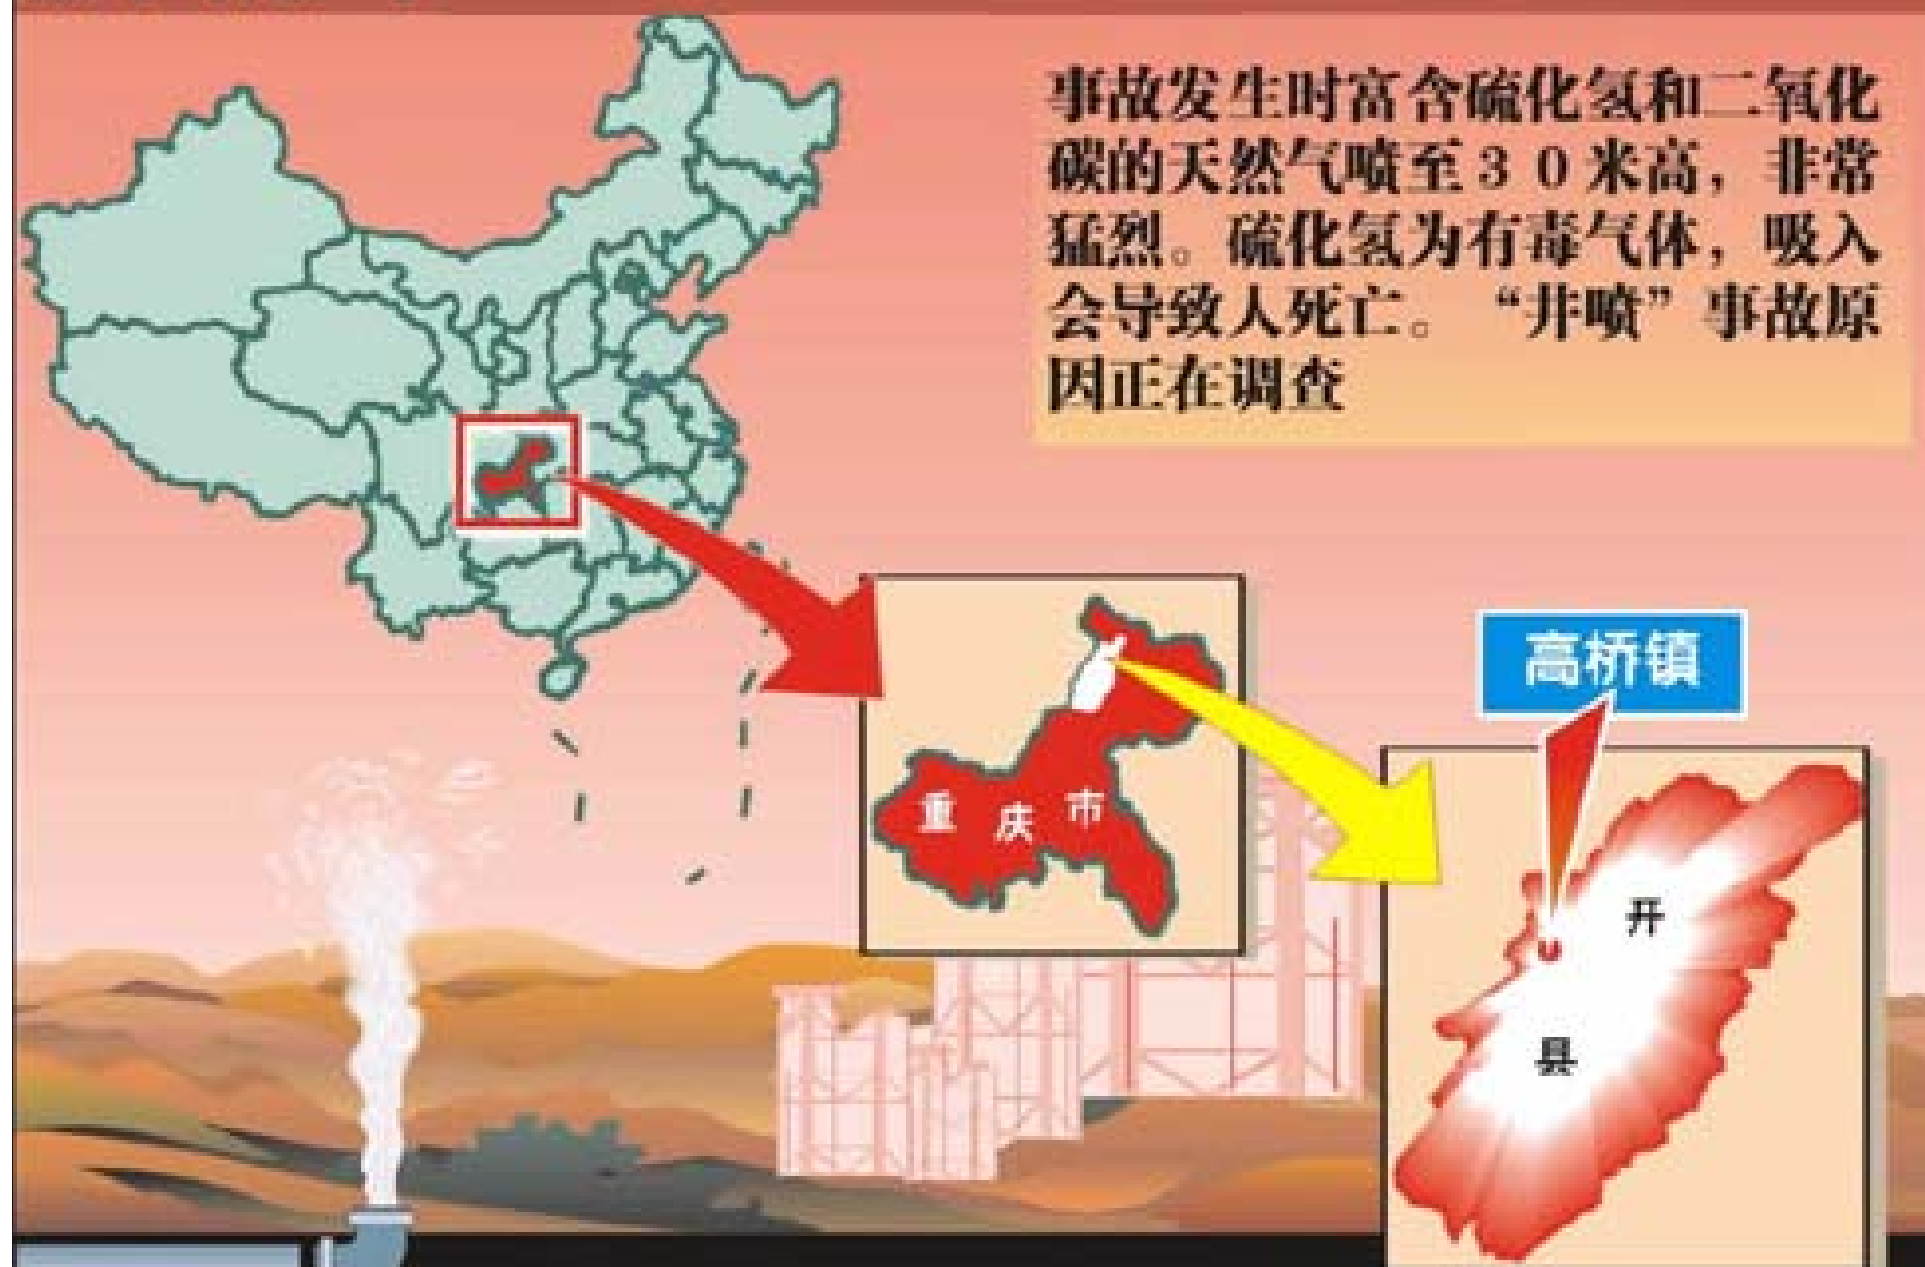 事故发生时富含硫化氢和二氧化
碳的天然气喷至３０米高，非常
猛烈。硫化氢为有毒气体，吸入
会导致人死亡。“井喷”事故原
因正在调查
高桥镇
重庆市
开
县